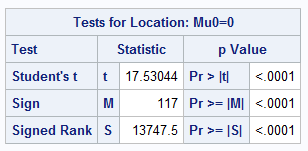 Tests for Location: Mu0=0
Test Statistic p Value
Student's t t 17.53044 Pr > |t| <.0001
Sign M 117 Pr >= |M| <.0001
Signed Rank S 13747.5 Pr >= |S| <.0001